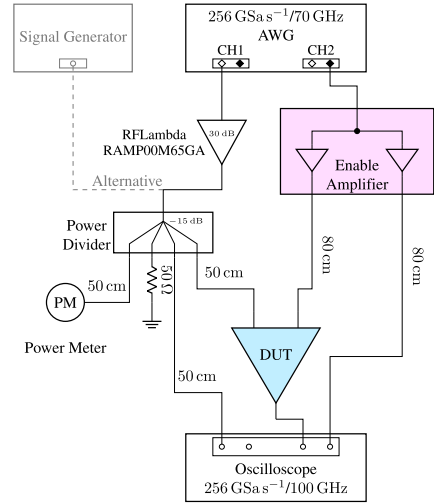 Signal Generator
256 GSa s⁻¹/70 GHz
AWG
CH1
CH2
RFLambda
RAMP00M65GA
30 dB
Enable
Amplifier
Alternative
−15 dB
Power
Divider
50 cm
50 Ω
50 cm
80 cm
80 cm
PM
Power Meter
DUT
50 cm
Oscilloscope
256 GSa s⁻¹/100 GHz